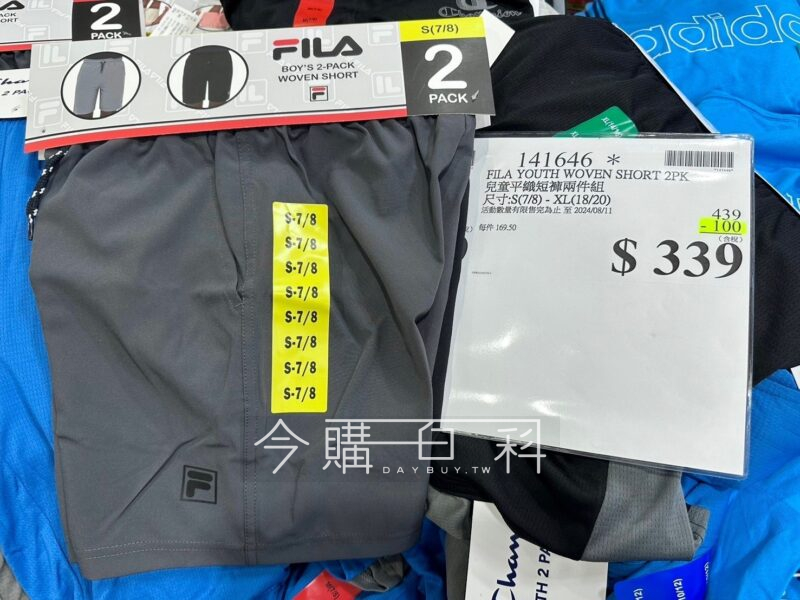 2
PACK
WOVEN SHORT
Champion
adidas
FILA
BOY'S 2-PACK
WOVEN SHORT
S(7/8)
2
PACK
S-7/8
S-7/8
S-7/8
S-7/8
S-7/8
S-7/8
S-7/8
S-7/8
141646 *
FILA YOUTH WOVEN SHORT 2PK
兒童平織短褲兩件組
尺寸:S(7/8) - XL(18/20)
活動數量有限售完為止 至 2024/08/11
439
-100
(含稅)
每件 169.50
$ 339
今購百科
DAYBUY.TW